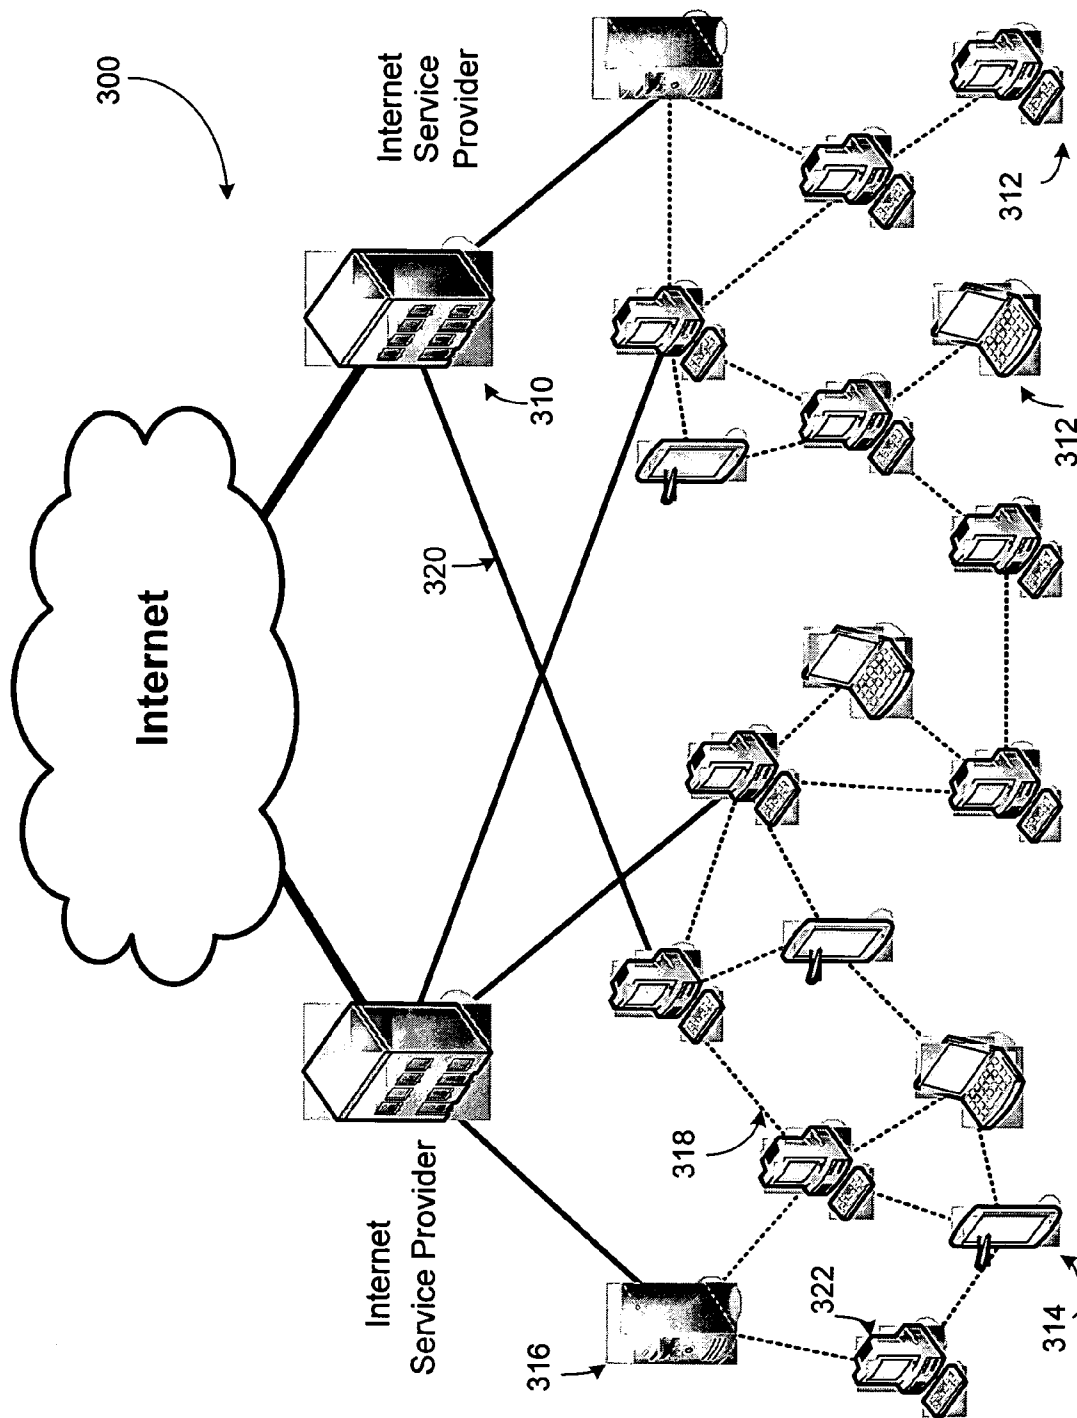 300
Internet
Internet
Service
Provider
Internet
Service Provider
310
320
316
318
322
314
312
312